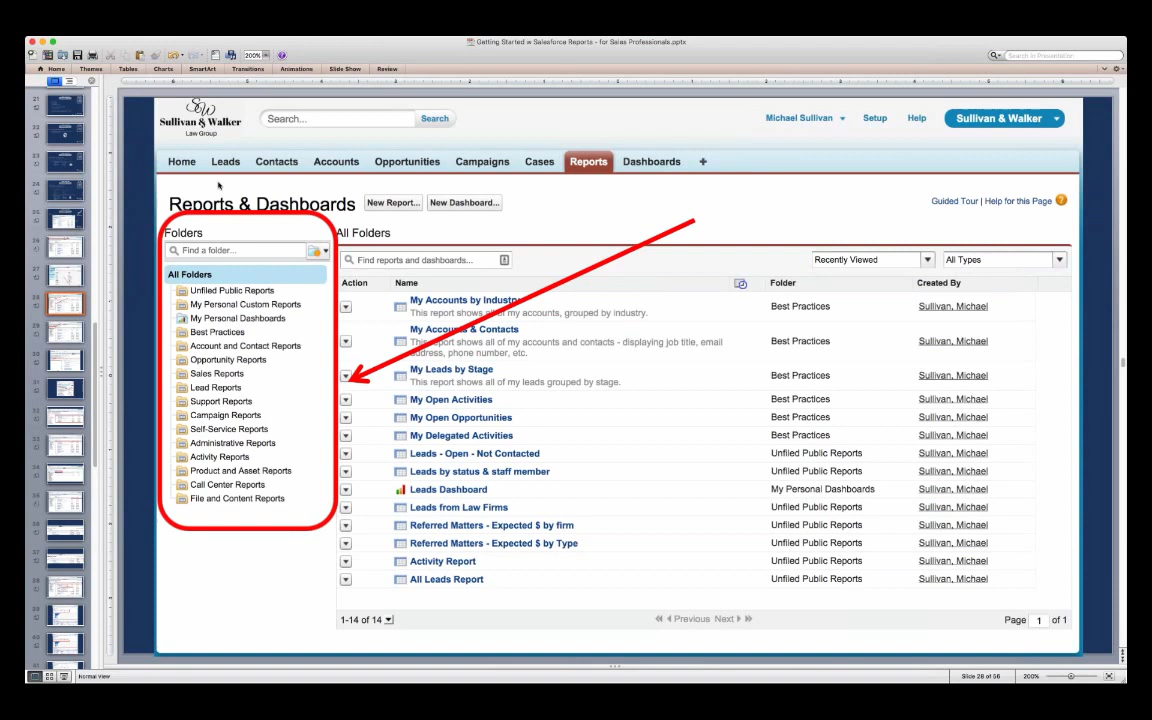 Getting Started w Salesforce Reports - for Sales Professionals.pptx
200%
Search in Presentation
Home Themes Tables Charts SmartArt Transitions Animations Slide Show Review
SW
Sullivan & Walker
Law Group
Search...
Search
Michael Sullivan Setup Help Sullivan & Walker
Home Leads Contacts Accounts Opportunities Campaigns Cases Reports Dashboards +
Reports & Dashboards New Report... New Dashboard...
Guided Tour | Help for this Page ?
Folders
Find a folder...
All Folders
Unfiled Public Reports
My Personal Custom Reports
My Personal Dashboards
Best Practices
Account and Contact Reports
Opportunity Reports
Sales Reports
Lead Reports
Support Reports
Campaign Reports
Self-Service Reports
Administrative Reports
Activity Reports
Product and Asset Reports
Call Center Reports
File and Content Reports
All Folders
Find reports and dashboards...
Recently Viewed All Types
Action Name Folder Created By
My Accounts by Industry Best Practices Sullivan, Michael
This report shows all of my accounts, grouped by industry.
My Accounts & Contacts
This report shows all of my accounts and contacts - displaying job title, email Best Practices Sullivan, Michael
address, phone number, etc.
My Leads by Stage Best Practices Sullivan, Michael
This report shows all of my leads grouped by stage.
My Open Activities Best Practices Sullivan, Michael
My Open Opportunities Best Practices Sullivan, Michael
My Delegated Activities Best Practices Sullivan, Michael
Leads - Open - Not Contacted Unfiled Public Reports Sullivan, Michael
Leads by status & staff member Unfiled Public Reports Sullivan, Michael
Leads Dashboard My Personal Dashboards Sullivan, Michael
Leads from Law Firms Unfiled Public Reports Sullivan, Michael
Referred Matters - Expected $ by firm Unfiled Public Reports Sullivan, Michael
Referred Matters - Expected $ by Type Unfiled Public Reports Sullivan, Michael
Activity Report Unfiled Public Reports Sullivan, Michael
All Leads Report Unfiled Public Reports Sullivan, Michael
1-14 of 14 Previous Next Page 1 of 1
Normal View Slide 28 of 56 200%